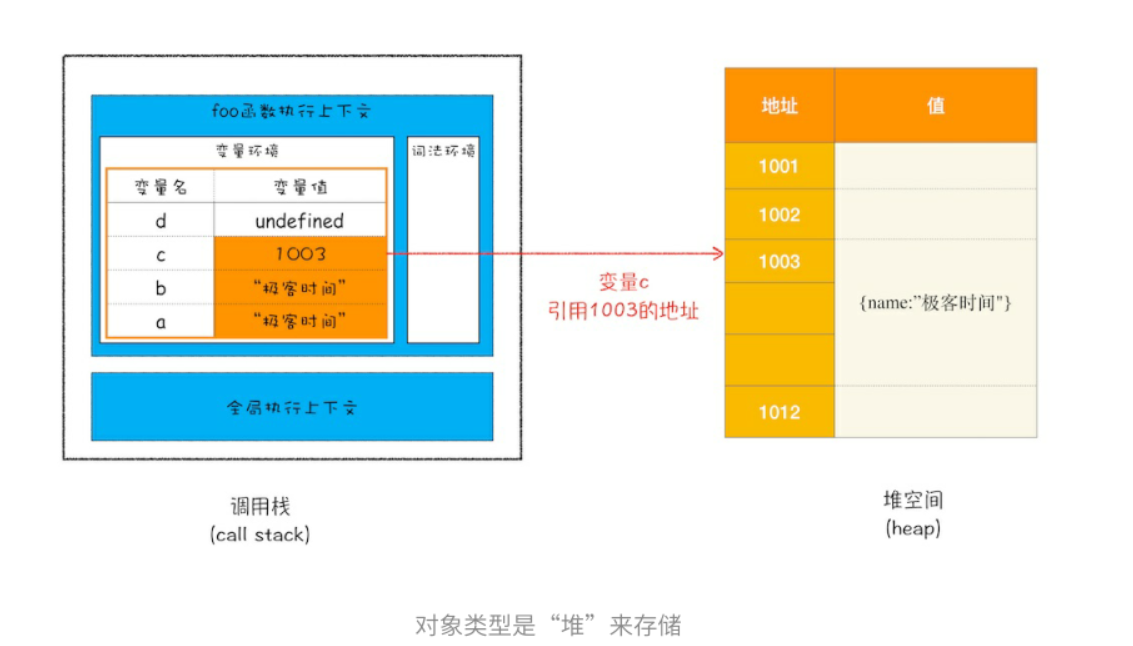 foo函数执行上下文
变量环境
词法环境
变量名 变量值
d undefined
c 1003
b “极客时间”
a “极客时间”
全局执行上下文
调用栈
(call stack)
变量c
引用1003的地址
地址 值
1001
1002
1003
{name:”极客时间"}
1012
堆空间
(heap)
对象类型是“堆”来存储